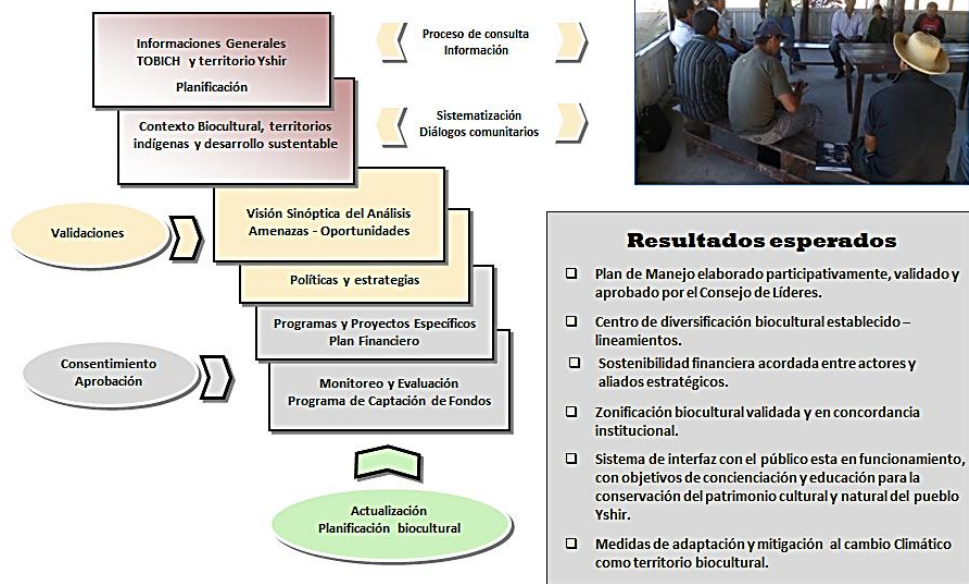 Informaciones Generales
TOBICH y territorio Yshir
Planificación
Proceso de consulta
Información
Contexto Biocultural, territorios
indígenas y desarrollo sustentable
Sistematización
Diálogos comunitarios
Validaciones
Visión Sinóptica del Análisis
Amenazas - Oportunidades
Políticas y estrategias
Programas y Proyectos Específicos
Plan Financiero
Consentimiento
Aprobación
Monitoreo y Evaluación
Programa de Captación de Fondos
Actualización
Planificación biocultural
Resultados esperados
Plan de Manejo elaborado participativamente, validado y
aprobado por el Consejo de Líderes.
Centro de diversificación biocultural establecido –
lineamientos.
Sostenibilidad financiera acordada entre actores y
aliados estratégicos.
Zonificación biocultural validada y en concordancia
institucional.
Sistema de interfaz con el público esta en funcionamiento,
con objetivos de concienciación y educación para la
conservación del patrimonio cultural y natural del pueblo
Yshir.
Medidas de adaptación y mitigación al cambio Climático
como territorio biocultural.